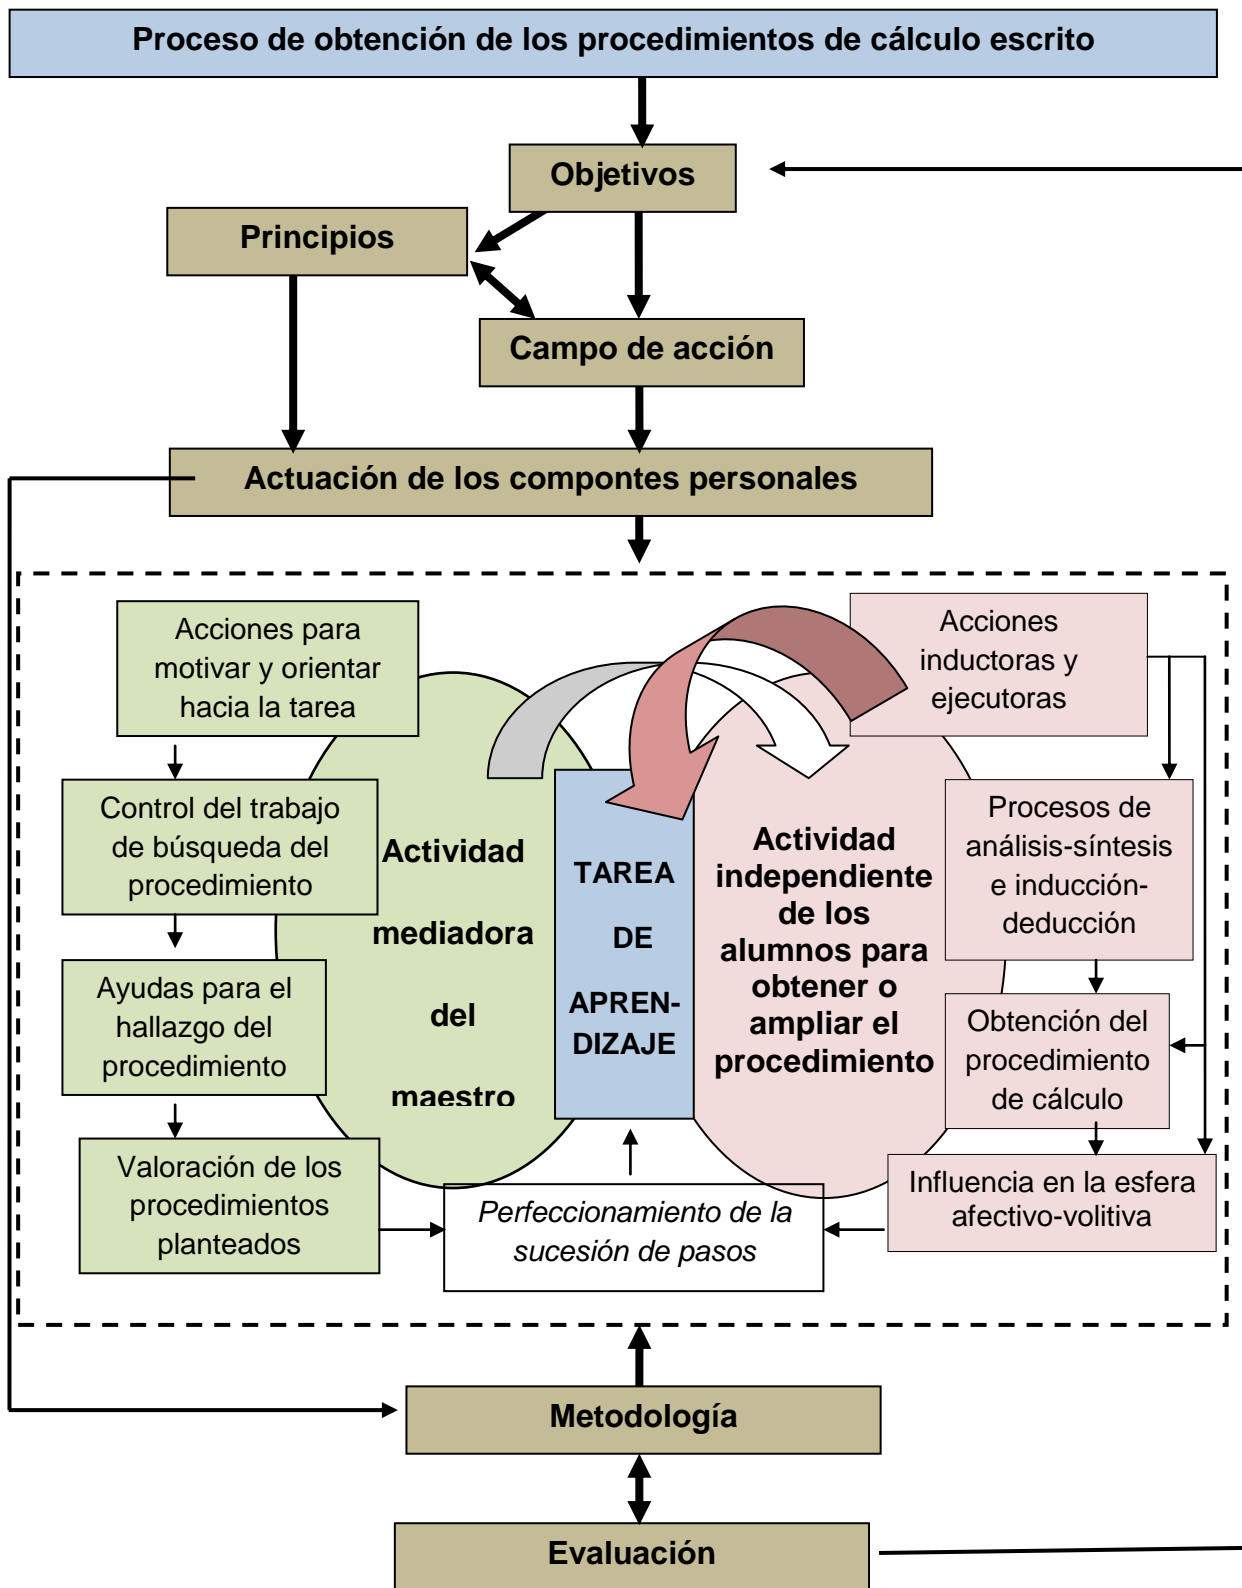 Proceso de obtención de los procedimientos de cálculo escrito
Objetivos
Principios
Campo de acción
Actuación de los compontes personales
Acciones para
motivar y orientar
hacia la tarea
Control del trabajo
de búsqueda del
procedimiento
Ayudas para el
hallazgo del
procedimiento
Valoración de los
procedimientos
planteados
Actividad
mediadora
del
maestro
TAREA
DE
APREN-
DIZAJE
Actividad
independiente
de los
alumnos para
obtener o
ampliar el
procedimiento
Acciones
inductoras y
ejecutoras
Procesos de
análisis-síntesis
e inducción-
deducción
Obtención del
procedimiento
de cálculo
Influencia en la esfera
afectivo-volitiva
Perfeccionamiento de la
sucesión de pasos
Metodología
Evaluación